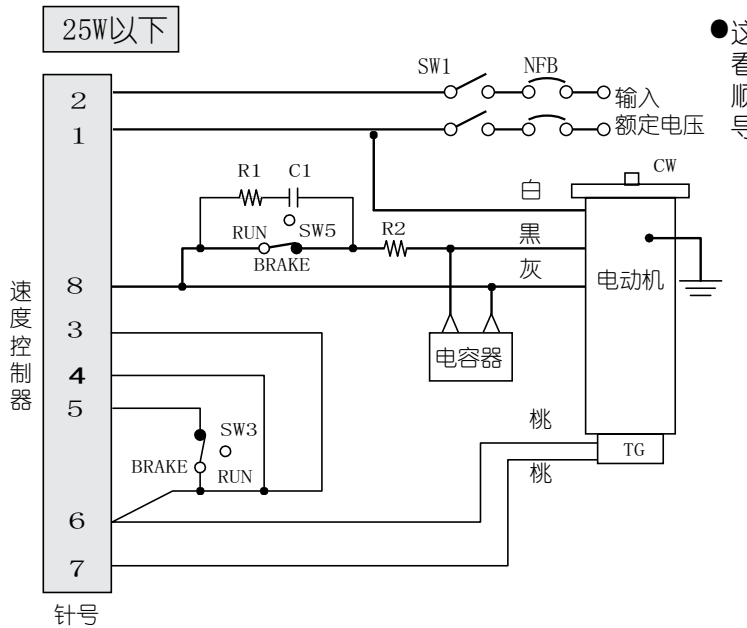 25W以下
SW1
NFB
输入
额定电压
2
1
白
CW
R1
C1
RUN
SW5
R2
黑
BRAKE
灰
8
电动机
速度控制器
3
电容器
4
5
SW3
BRAKE
RUN
桃
TG
桃
6
7
针号
●这
看
顺
导